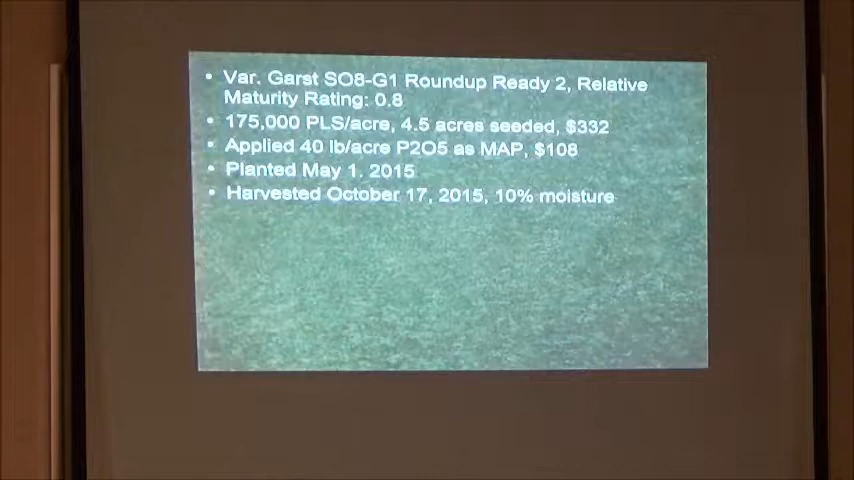 • Var. Garst SO8-G1 Roundup Ready 2, Relative
Maturity Rating: 0.8
• 175,000 PLS/acre, 4.5 acres seeded, $332
• Applied 40 lb/acre P2O5 as MAP, $108
• Planted May 1. 2015
• Harvested October 17, 2015, 10% moisture